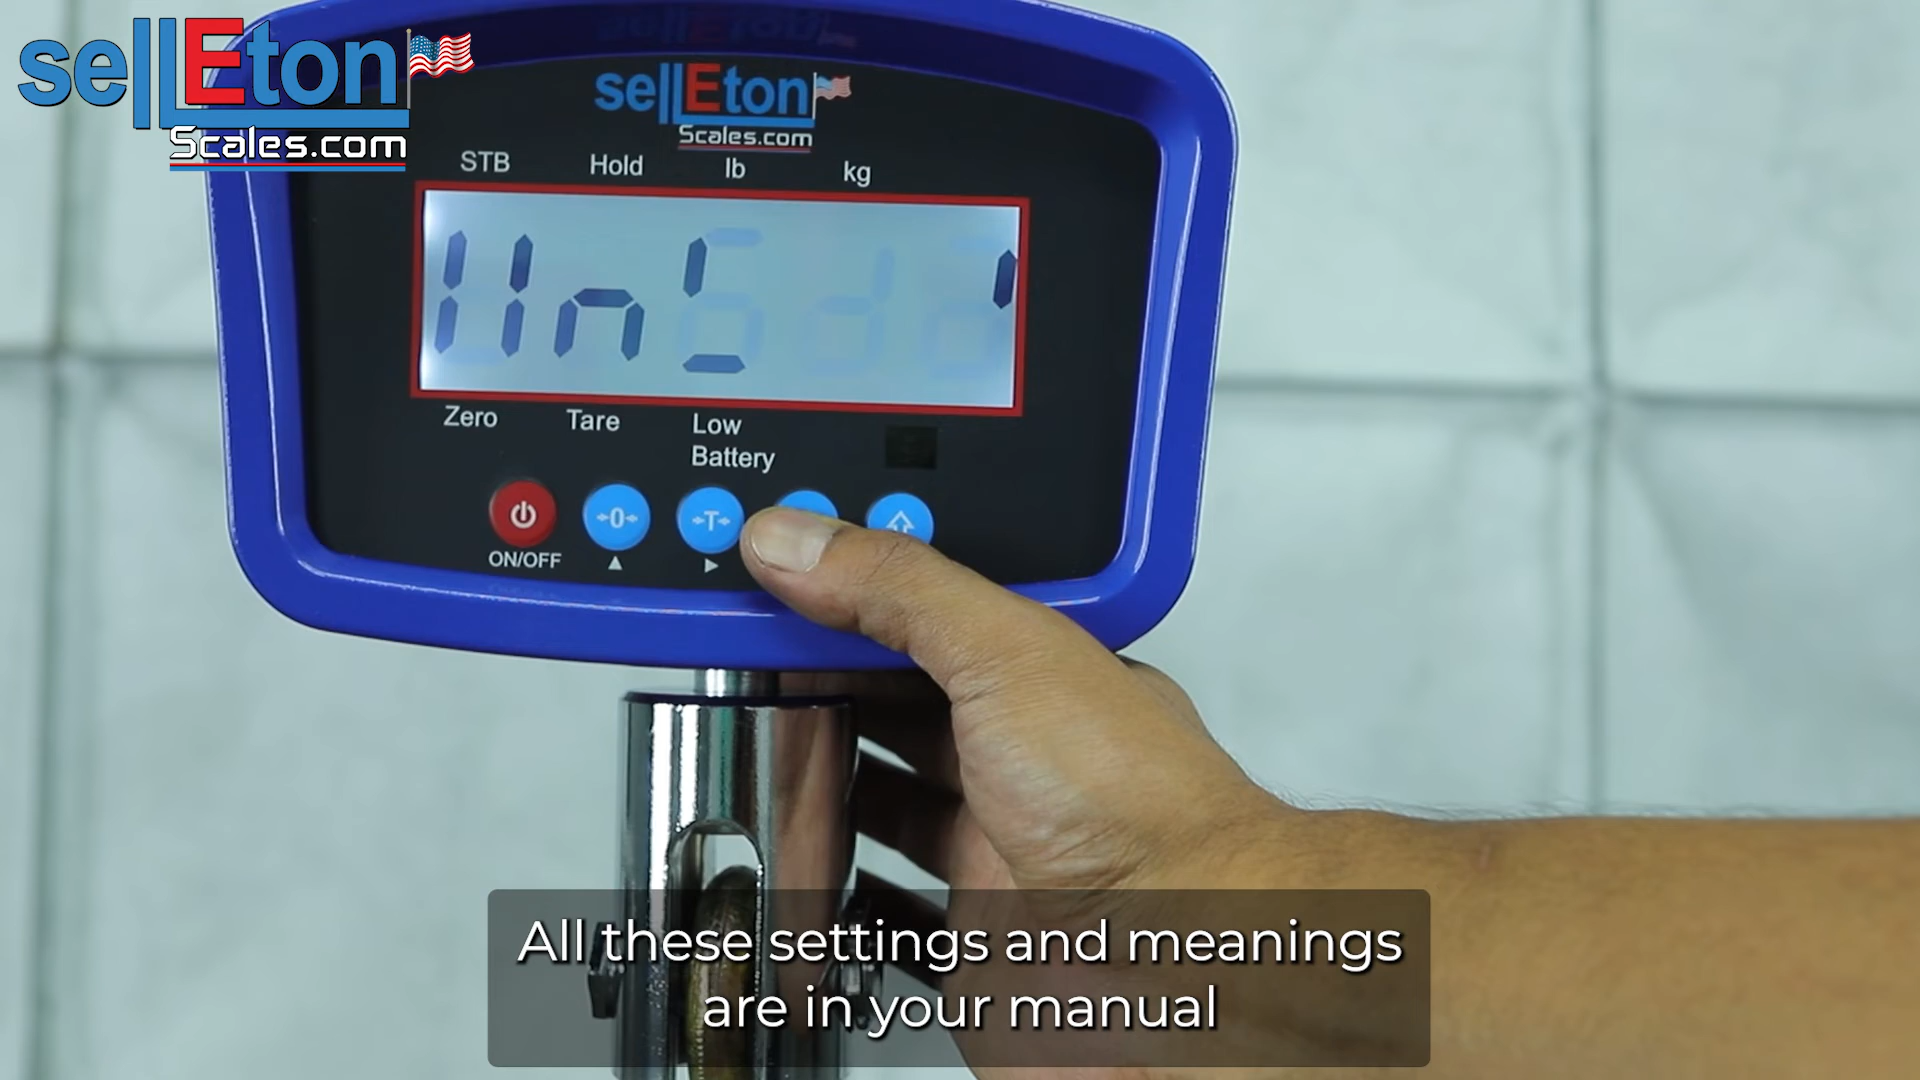 sellEton
Scales.com
sellEton
Scales.com
STB Hold lb kg
Zero Tare Low
Battery
0 T
ON/OFF
All these settings and meanings
are in your manual